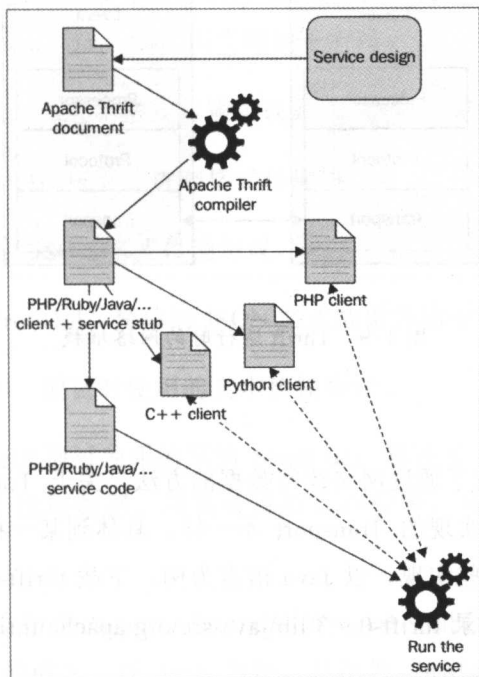 Service design
Apache Thrift
document
Apache Thrift
compiler
PHP client
PHP/Ruby/Java/...
client + service stub
Python client
C++ client
PHP/Ruby/Java/...
service code
Run the
service